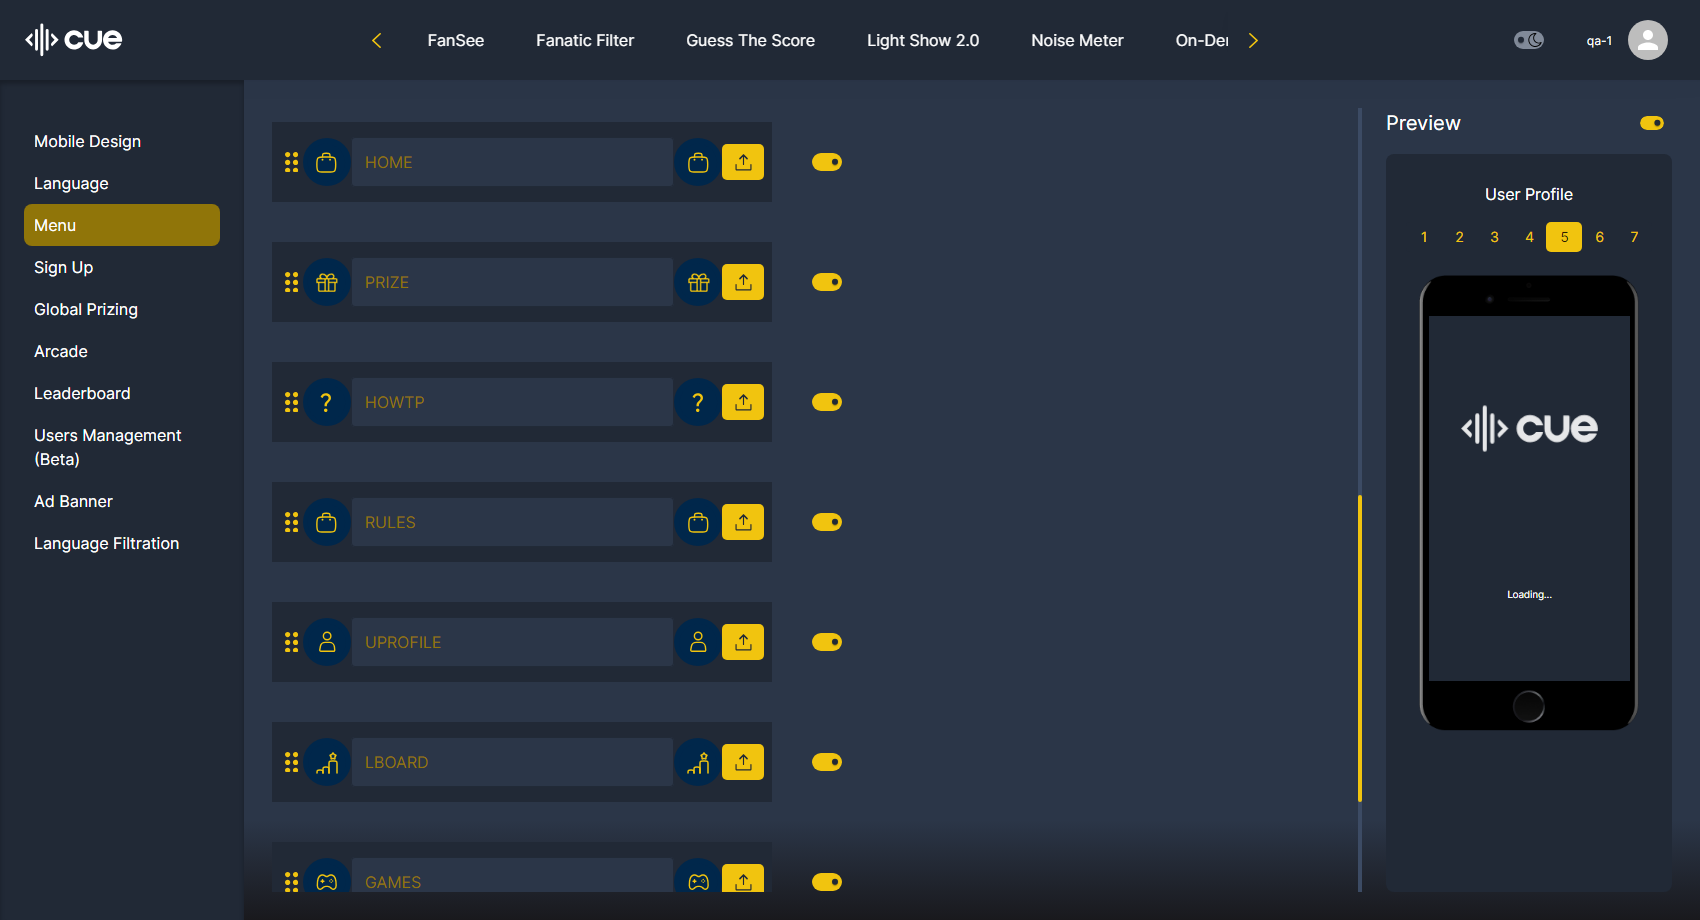 cue
FanSee
Fanatic Filter
Guess The Score
Light Show 2.0
Noise Meter
On-Der
qa-1
Mobile Design
Language
Menu
Sign Up
Global Prizing
Arcade
Leaderboard
Users Management
(Beta)
Ad Banner
Language Filtration
HOME
PRIZE
HOWTP
RULES
UPROFILE
LBOARD
GAMES
Preview
User Profile
1 2 3 4 5 6 7
cue
Loading...